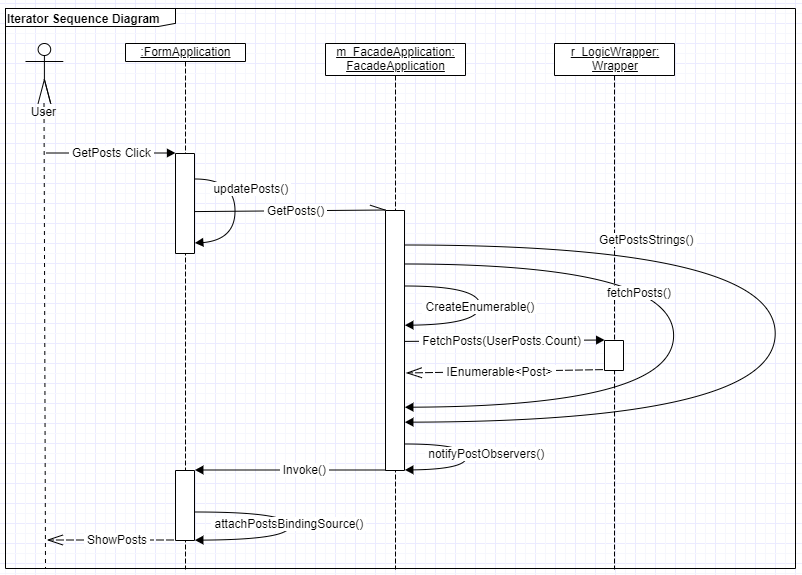 Iterator Sequence Diagram
:FormApplication
m_FacadeApplication:
FacadeApplication
r_LogicWrapper:
Wrapper
User
GetPosts Click
updatePosts()
GetPosts()
GetPostsStrings()
fetchPosts()
CreateEnumerable()
FetchPosts(UserPosts.Count)
IEnumerable<Post>
notifyPostObservers()
Invoke()
attachPostsBindingSource()
ShowPosts